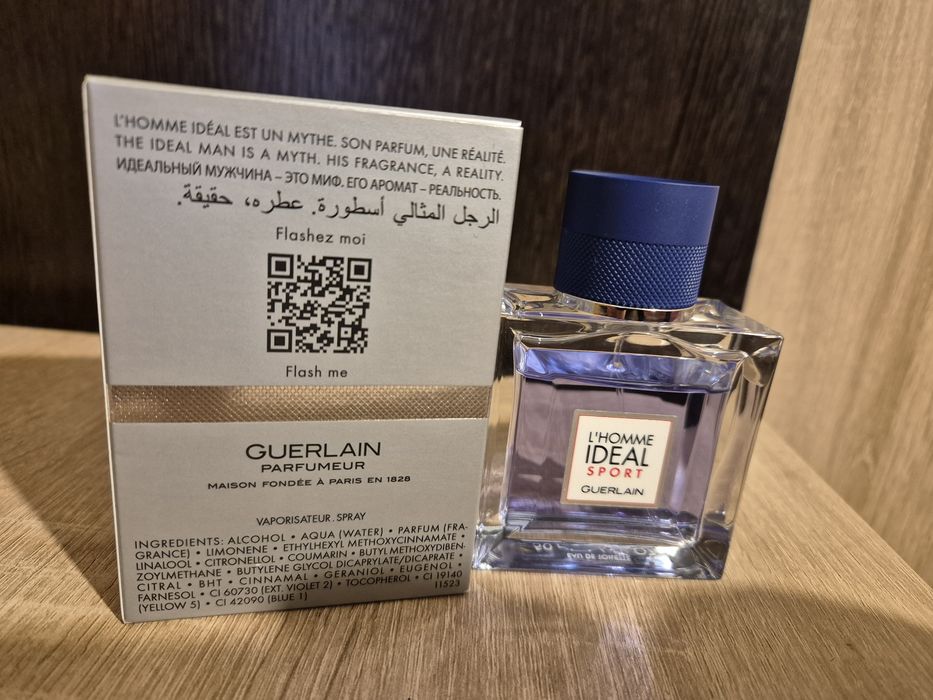 L'HOMME IDÉAL EST UN MYTHE. SON PARFUM, UNE RÉALITÉ.
THE IDEAL MAN IS A MYTH. HIS FRAGRANCE, A REALITY.
ИДЕАЛЬНЫЙ МУЖЧИНА – ЭТО МИФ. ЕГО АРОМАТ – РЕАЛЬНОСТЬ.
الرجل المثالي أسطورة. عطره، حقيقة.
Flashez moi
Flash me
GUERLAIN
PARFUMEUR
MAISON FONDÉE À PARIS EN 1828
VAPORISATEUR . SPRAY
INGREDIENTS: ALCOHOL • AQUA (WATER) • PARFUM (FRA-
GRANCE) • LIMONENE • ETHYLHEXYL METHOXYCINNAMATE •
LINALOOL • CITRONELLOL • COUMARIN • BUTYL METHOXYDIBEN-
ZOYLMETHANE • BUTYLENE GLYCOL DICAPRYLATE/DICAPRATE •
CITRAL • BHT • CINNAMAL • GERANIOL • EUGENOL •
FARNESOL • CI 60730 (EXT. VIOLET 2) • TOCOPHEROL • CI 19140
(YELLOW 5) • CI 42090 (BLUE 1) 11523
L'HOMME
IDEAL
SPORT
GUERLAIN
EAU DE TOILETTE